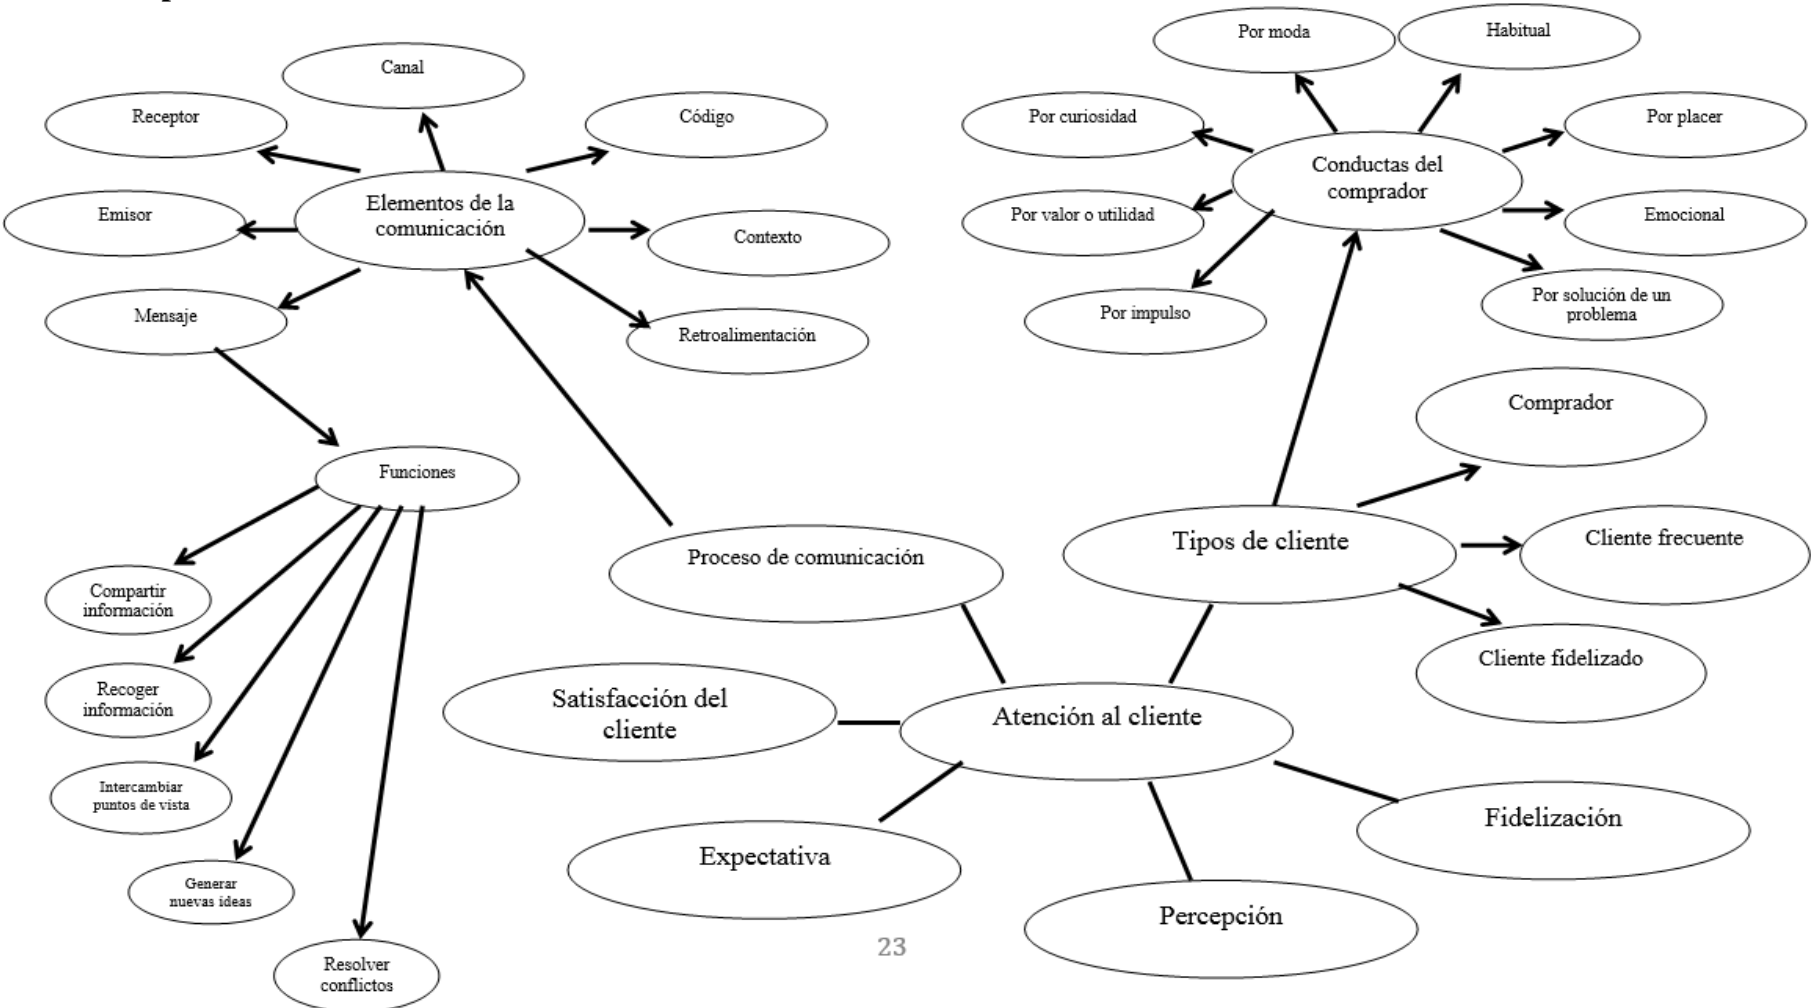 Por moda
Habitual
Canal
Receptor
Código
Por curiosidad
Por placer
Conductas del
comprador
Elementos de la
comunicación
Emisor
Contexto
Por valor o utilidad
Emocional
Mensaje
Retroalimentación
Por impulso
Por solución de un
problema
Comprador
Funciones
Proceso de comunicación
Tipos de cliente
Cliente frecuente
Compartir
información
Cliente fidelizado
Recoger
información
Satisfacción del
cliente
Atención al cliente
Intercambiar
puntos de vista
Fidelización
Expectativa
Generar
nuevas ideas
Percepción
23
Resolver
conflictos